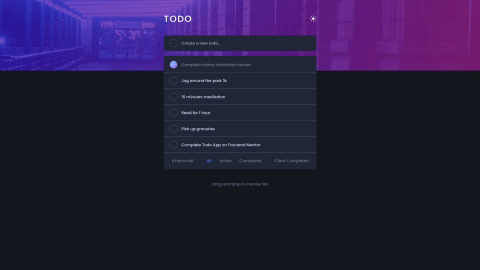 TODO
Create a new todo...
Complete online JavaScript course
Jog around the park 3x
10 minutes meditation
Read for 1 hour
Pick up groceries
Complete Todo App on Frontend Mentor
5 items left
All
Active
Completed
Clear Completed
Drag and drop to reorder list